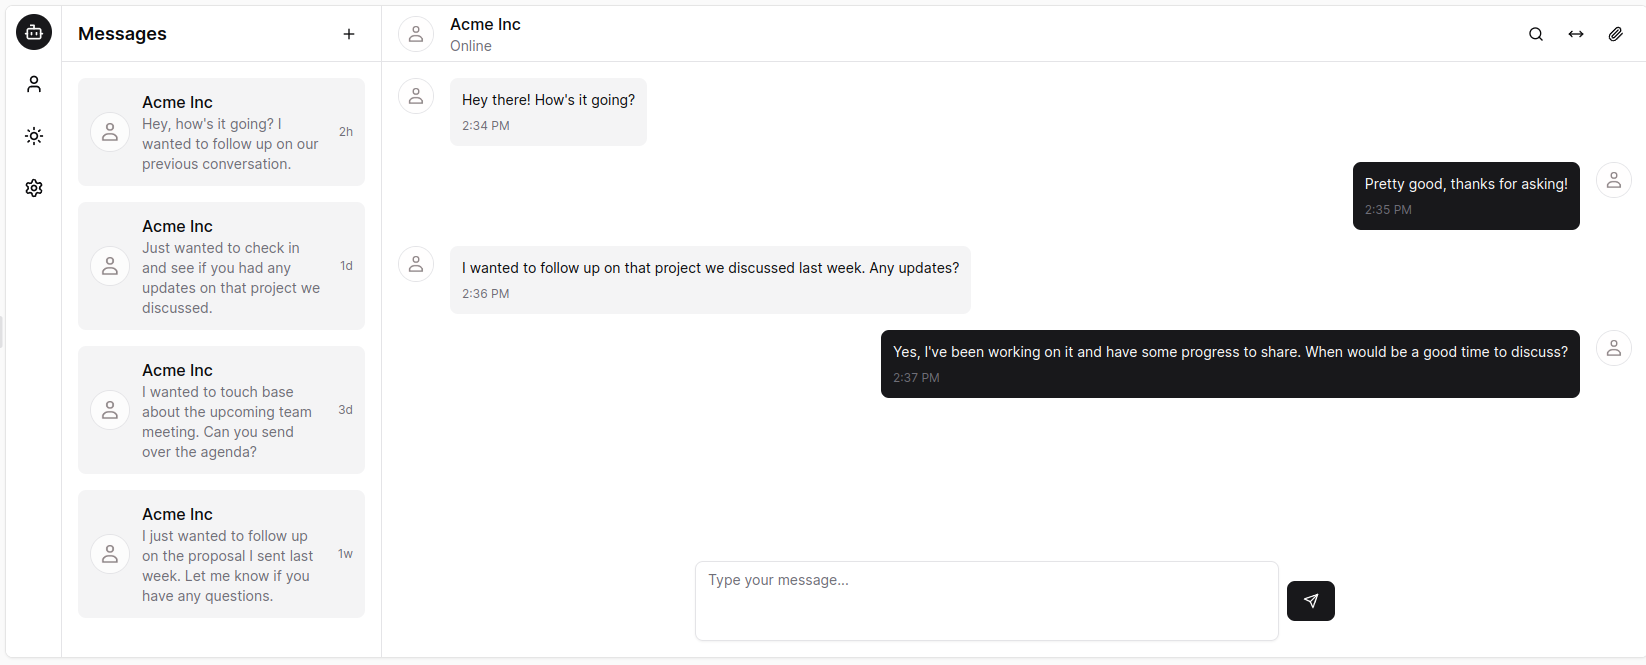 Messages
Acme Inc
Hey, how's it going? I
wanted to follow up on our
previous conversation.
2h
Acme Inc
Just wanted to check in
and see if you had any
updates on that project we
discussed.
1d
Acme Inc
I wanted to touch base
about the upcoming team
meeting. Can you send
over the agenda?
3d
Acme Inc
I just wanted to follow up
on the proposal I sent last
week. Let me know if you
have any questions.
1w
Acme Inc
Online
Hey there! How's it going?
2:34 PM
Pretty good, thanks for asking!
2:35 PM
I wanted to follow up on that project we discussed last week. Any updates?
2:36 PM
Yes, I've been working on it and have some progress to share. When would be a good time to discuss?
2:37 PM
Type your message...